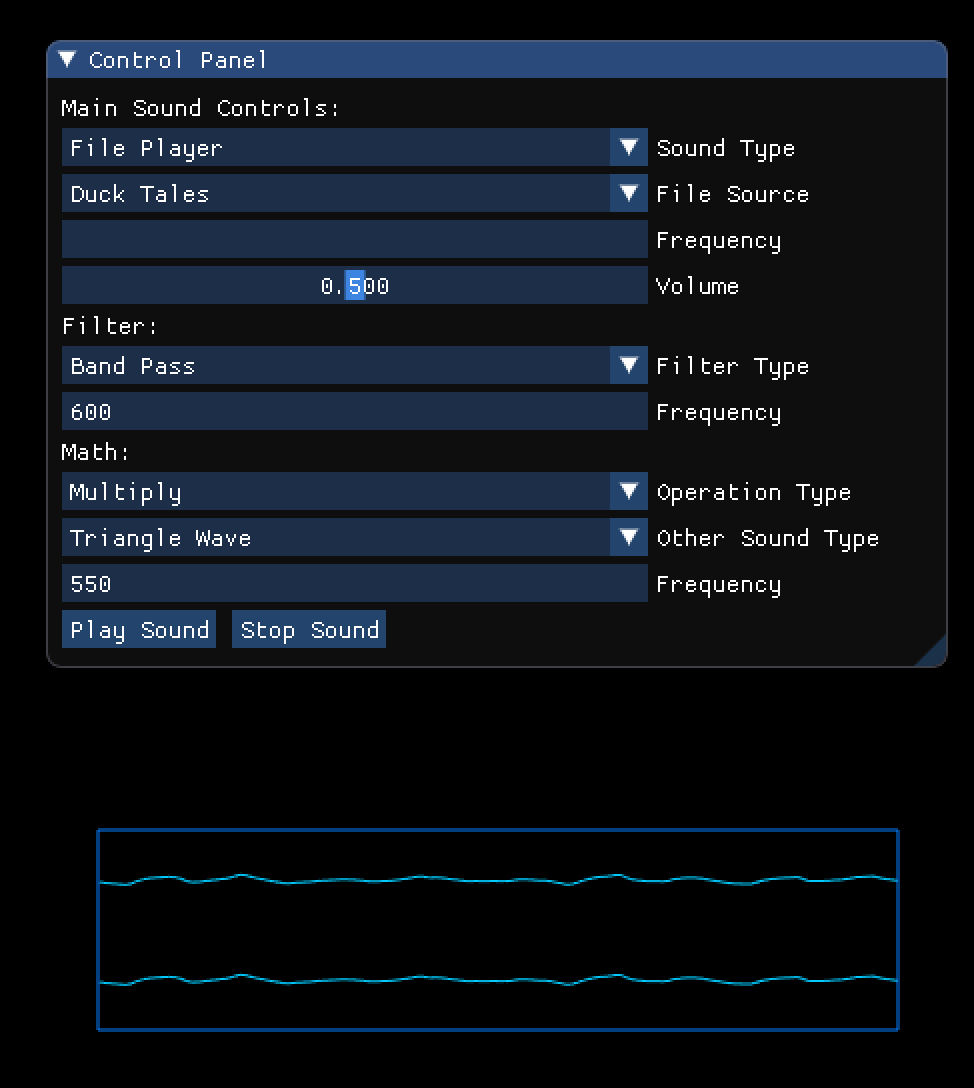 Control Panel
Main Sound Controls:
File Player Sound Type
Duck Tales File Source
Frequency
0.500 Volume
Filter:
Band Pass Filter Type
600 Frequency
Math:
Multiply Operation Type
Triangle Wave Other Sound Type
550 Frequency
Play Sound Stop Sound